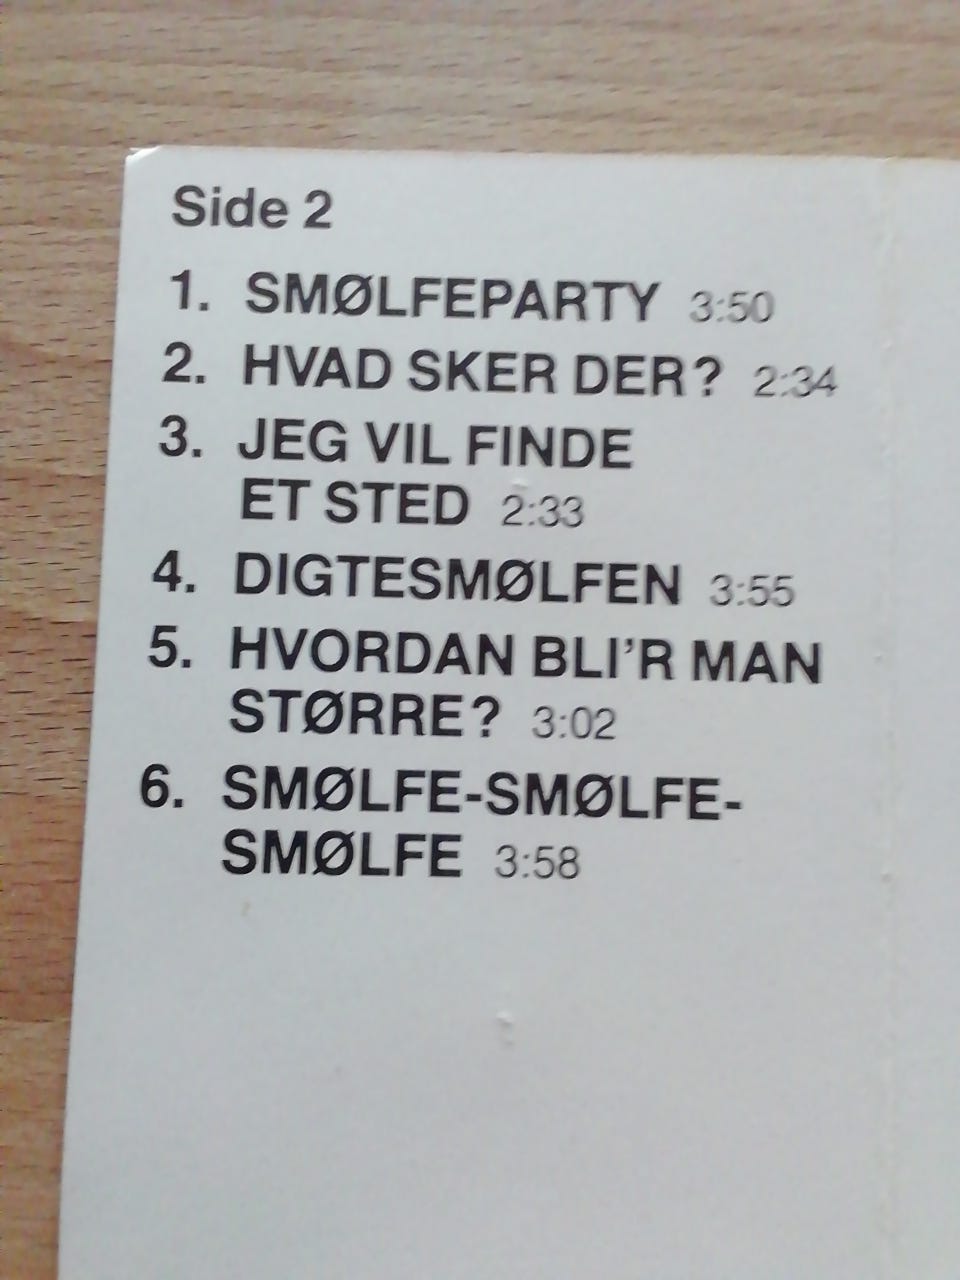 Side 2
1. SMØLFEPARTY 3:50
2. HVAD SKER DER? 2:34
3. JEG VIL FINDE
ET STED 2:33
4. DIGTESMØLFEN 3:55
5. HVORDAN BLI'R MAN
STØRRE? 3:02
6. SMØLFE-SMØLFE-
SMØLFE 3:58